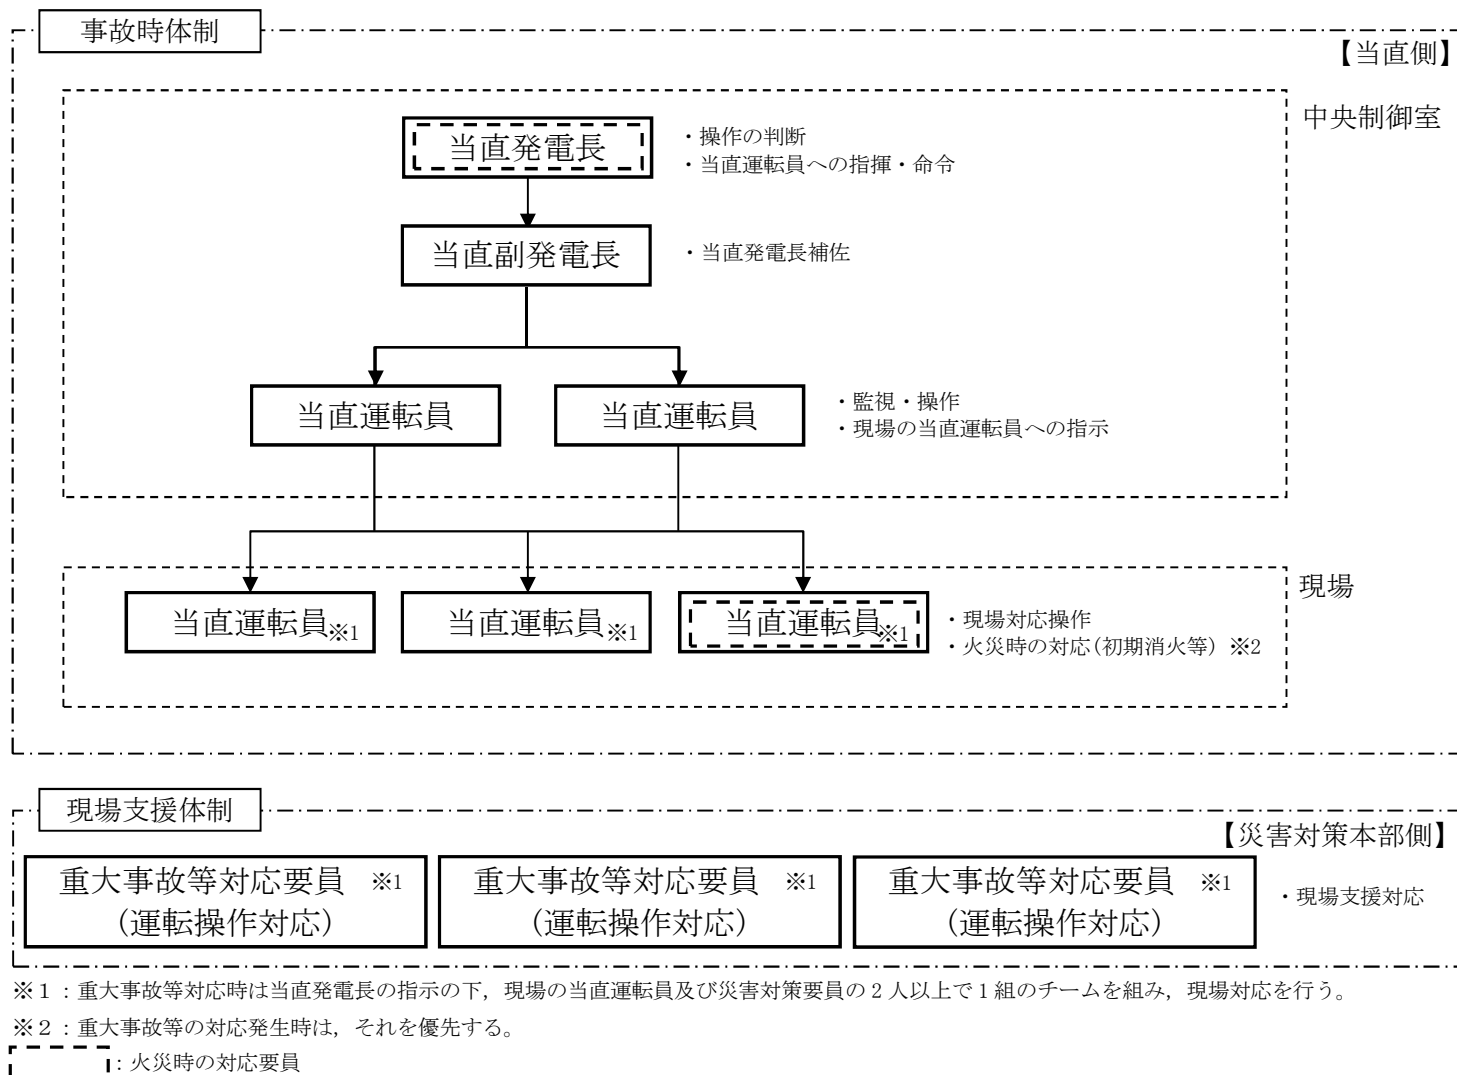 事故時体制
【当直側】
中央制御室
当直発電長
・操作の判断
・当直運転員への指揮・命令
当直副発電長
・当直発電長補佐
当直運転員
当直運転員
・監視・操作
・現場の当直運転員への指示
現場
当直運転員※1
当直運転員※1
当直運転員※1
・現場対応操作
・火災時の対応(初期消火等) ※2
現場支援体制
【災害対策本部側】
重大事故等対応要員 ※1
(運転操作対応)
重大事故等対応要員 ※1
(運転操作対応)
重大事故等対応要員 ※1
(運転操作対応)
・現場支援対応
※１：重大事故等対応時は当直発電長の指示の下，現場の当直運転員及び災害対策要員の２人以上で１組のチームを組み，現場対応を行う。
※２：重大事故等の対応発生時は，それを優先する。
：火災時の対応要員